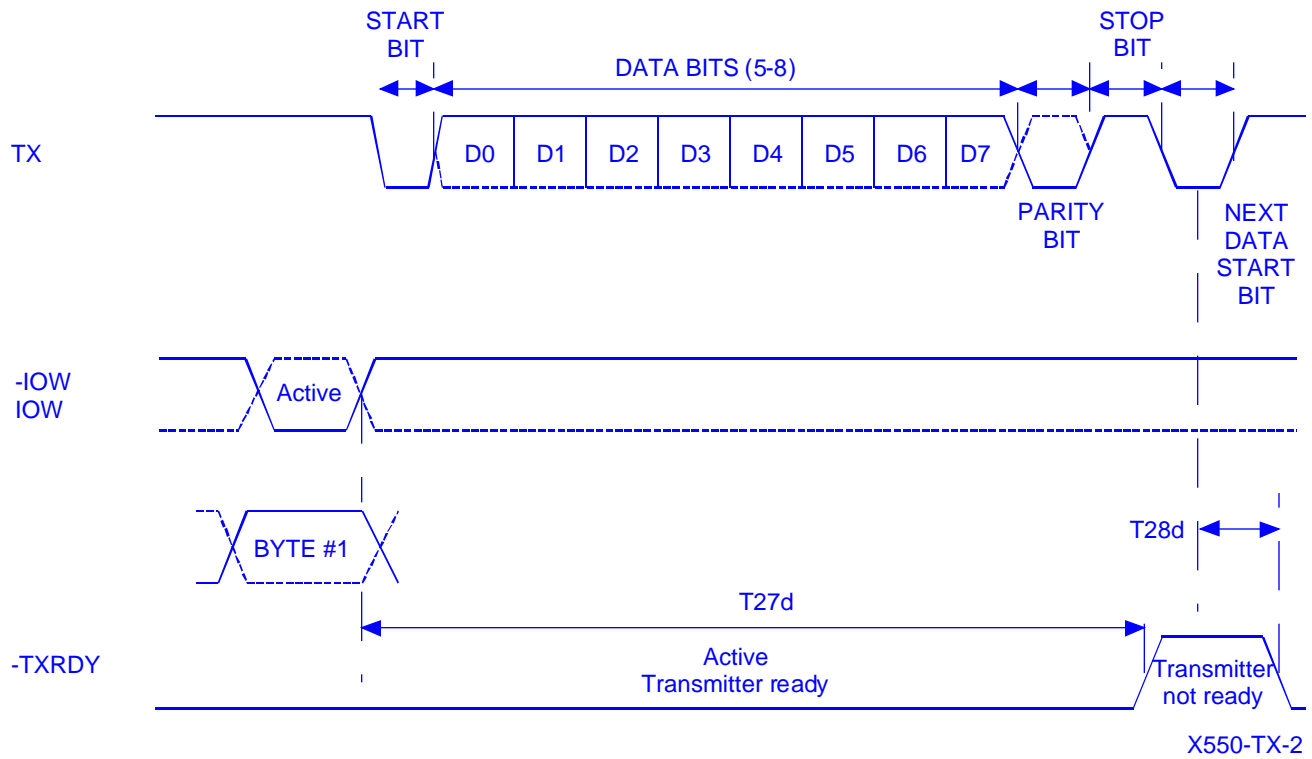 START
BIT
DATA BITS (5-8)
STOP
BIT
TX
D0 D1 D2 D3 D4 D5 D6 D7
PARITY
BIT
NEXT
DATA
START
BIT
-IOW
IOW
Active
BYTE #1
T28d
T27d
-TXRDY
Active
Transmitter ready
Transmitter
not ready
X550-TX-2